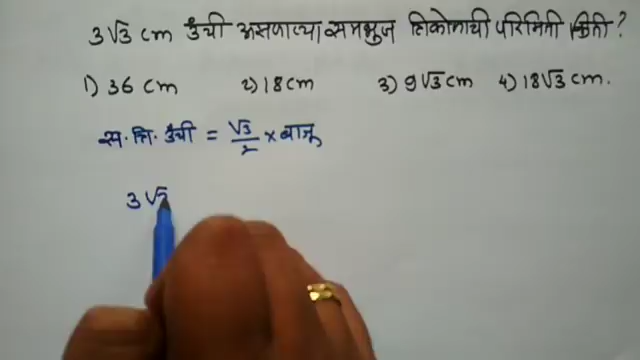 3√3 cm उंची असणाऱ्या समभुज त्रिकोणाची परिमिती किती ?
1) 36 cm 2) 18 cm 3) 9√3 cm 4) 18√3 cm.
स. त्रि. उंची = √3/2 × बाजू
3√